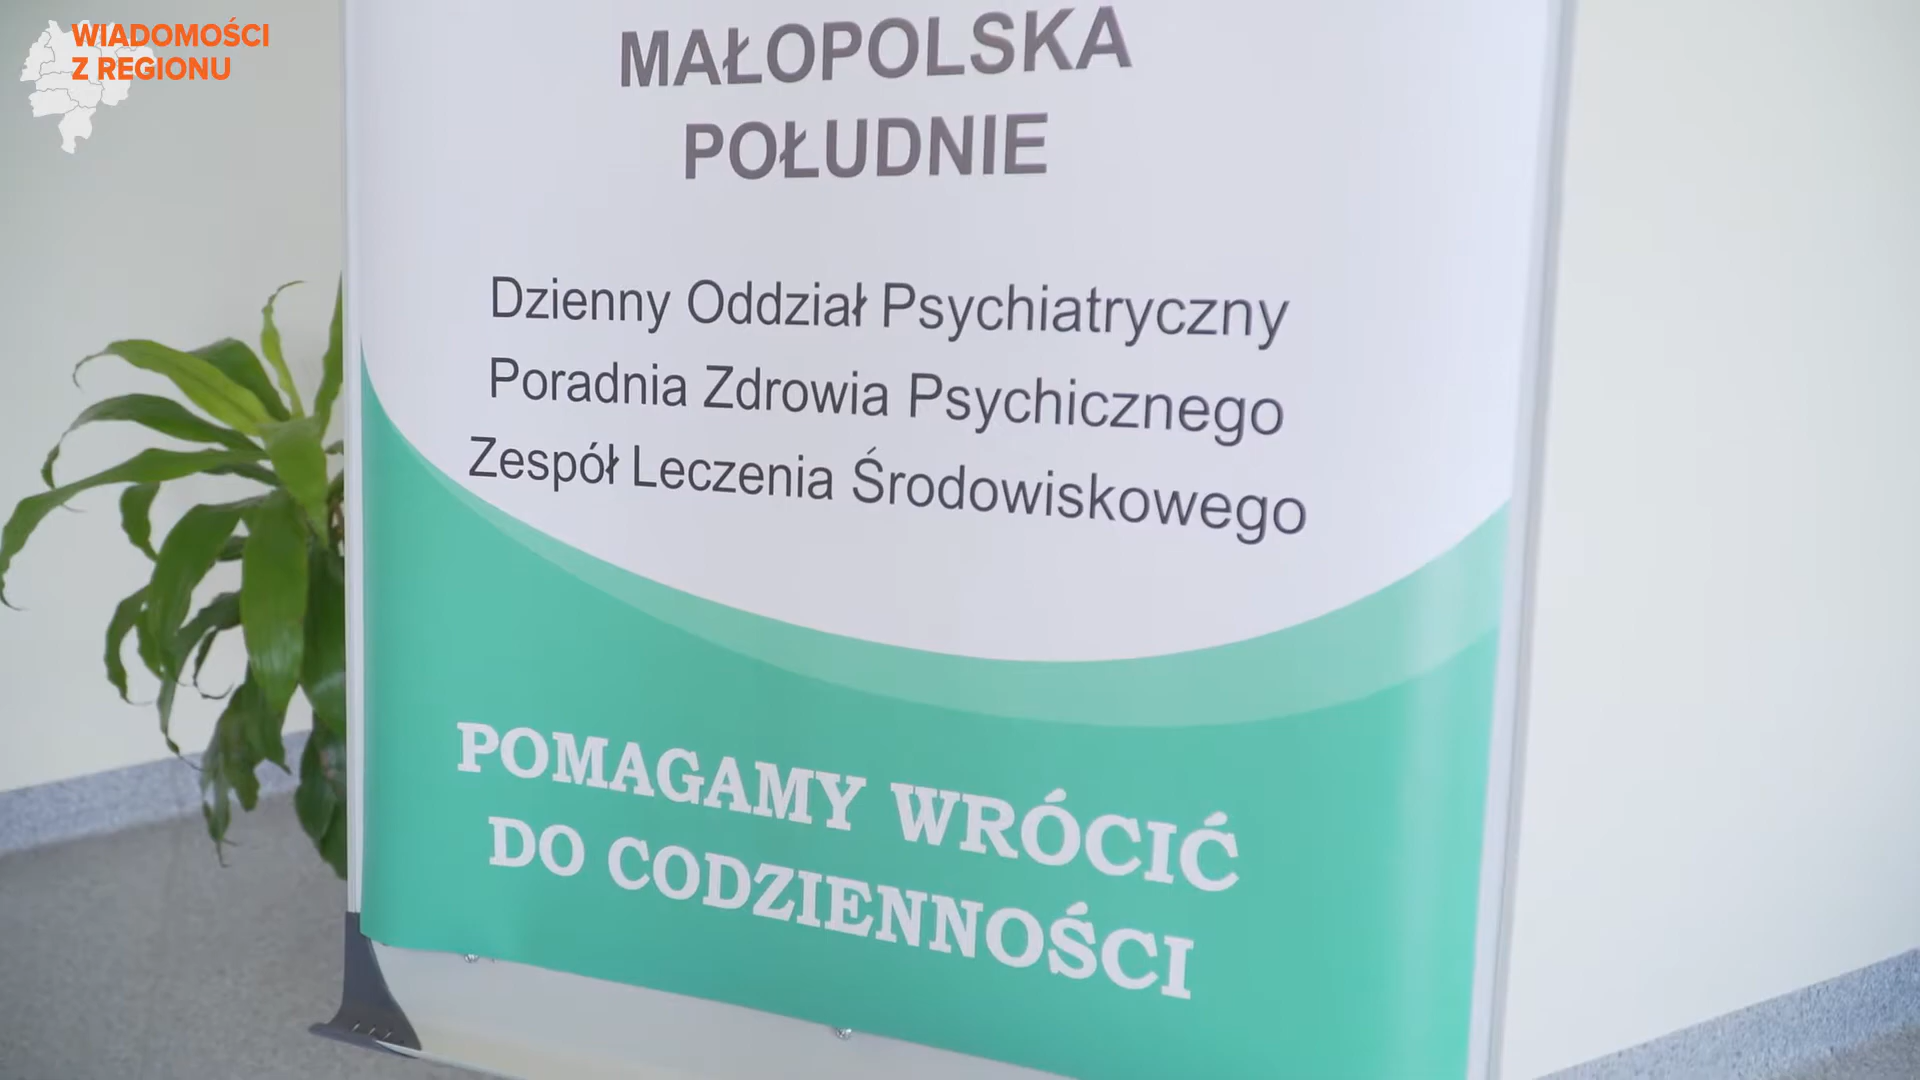 WIADOMOŚCI
Z REGIONU
MAŁOPOLSKA
POŁUDNIE
Dzienny Oddział Psychiatryczny
Poradnia Zdrowia Psychicznego
Zespół Leczenia Środowiskowego
POMAGAMY WRÓCIĆ
DO CODZIENNOŚCI